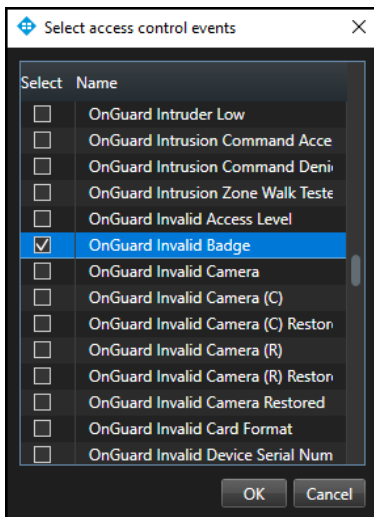 Select access control events
Select Name
OnGuard Intruder Low
OnGuard Intrusion Command Acce
OnGuard Intrusion Command Deni
OnGuard Intrusion Zone Walk Teste
OnGuard Invalid Access Level
OnGuard Invalid Badge
OnGuard Invalid Camera
OnGuard Invalid Camera (C)
OnGuard Invalid Camera (C) Restor
OnGuard Invalid Camera (R)
OnGuard Invalid Camera (R) Restor
OnGuard Invalid Camera Restored
OnGuard Invalid Card Format
OnGuard Invalid Device Serial Num
OK Cancel